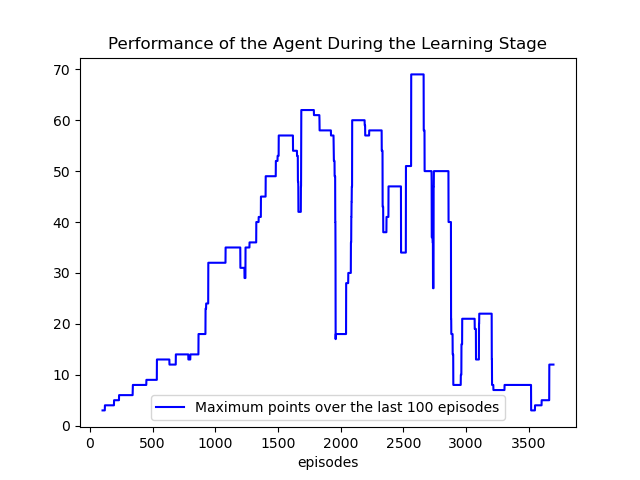 Performance of the Agent During the Learning Stage
70
60
50
40
30
20
10
0
Maximum points over the last 100 episodes
0 500 1000 1500 2000 2500 3000 3500
episodes